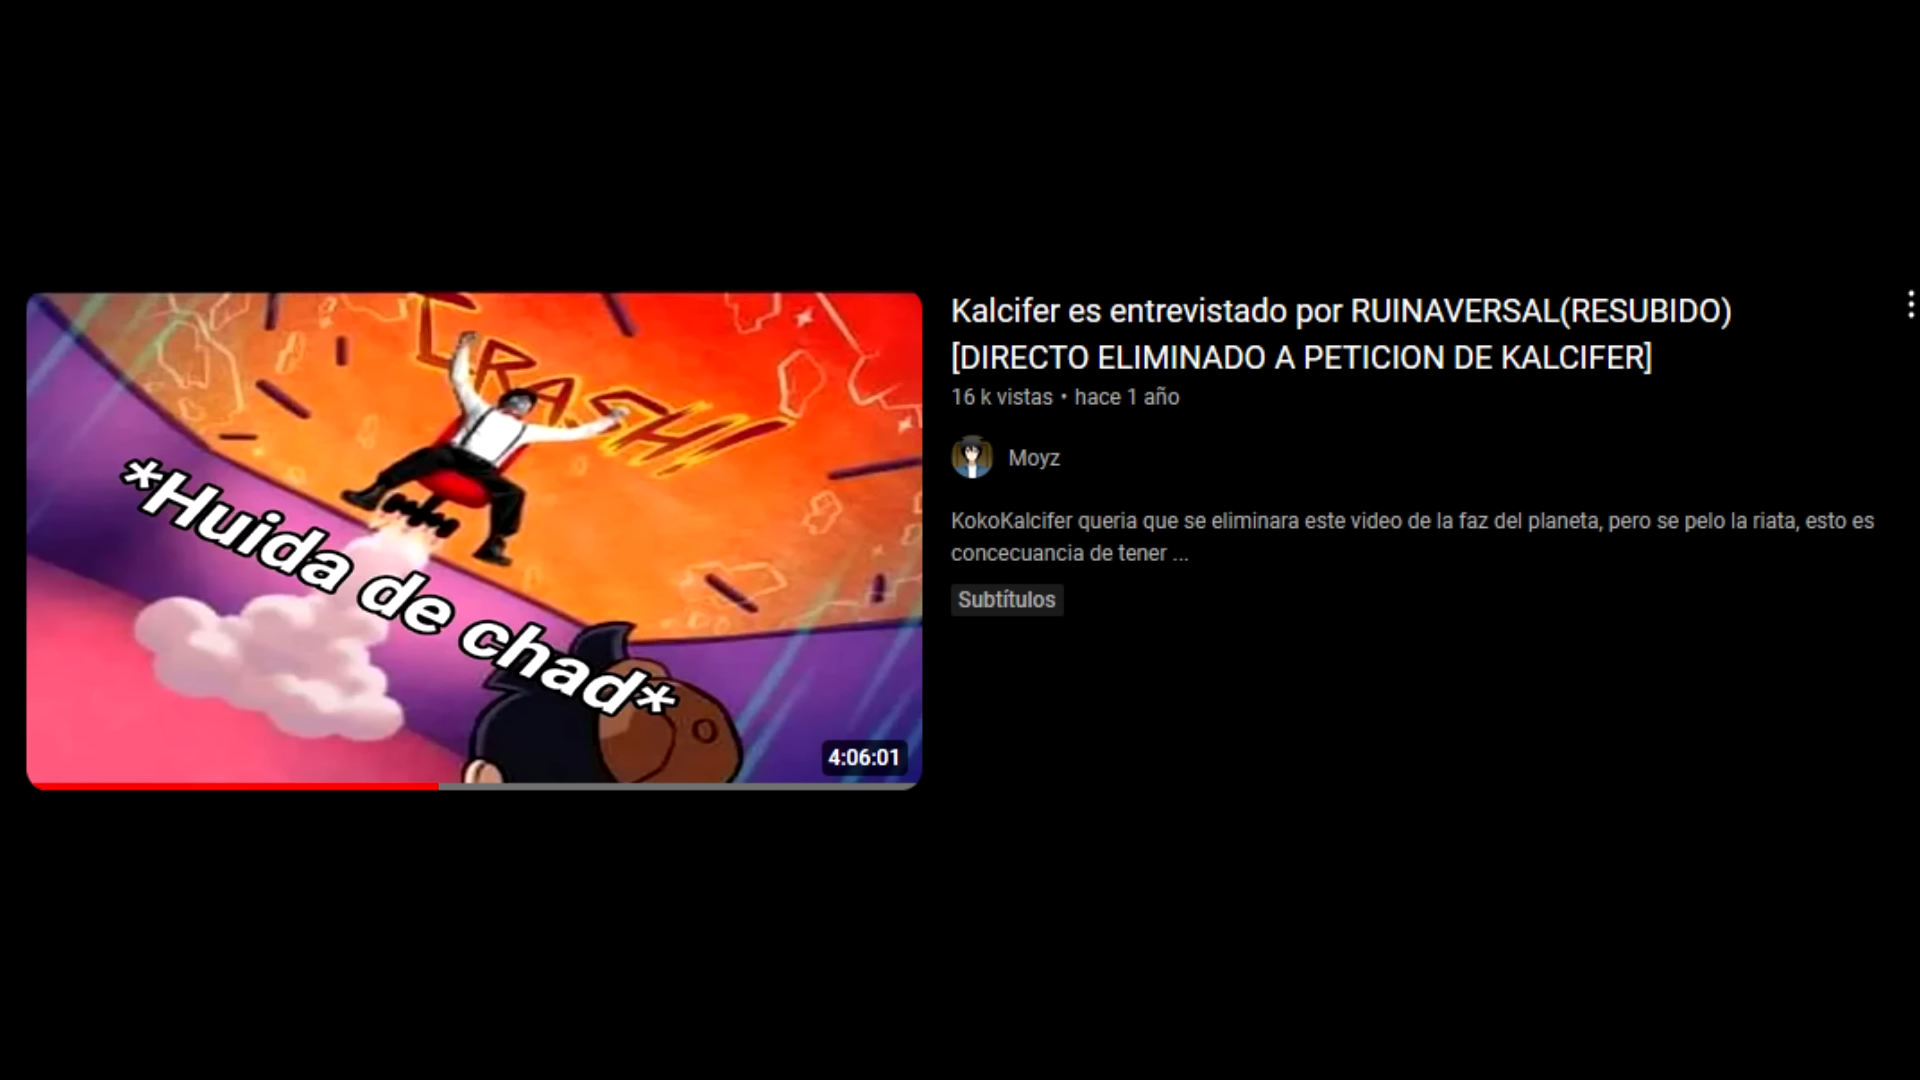 CRASH!
*Huida de chad*
4:06:01
Kalcifer es entrevistado por RUINAVERSAL(RESUBIDO)
[DIRECTO ELIMINADO A PETICION DE KALCIFER]
16 k vistas • hace 1 año
Moyz
KokoKalcifer queria que se eliminara este video de la faz del planeta, pero se pelo la riata, esto es
concecuancia de tener ...
Subtítulos